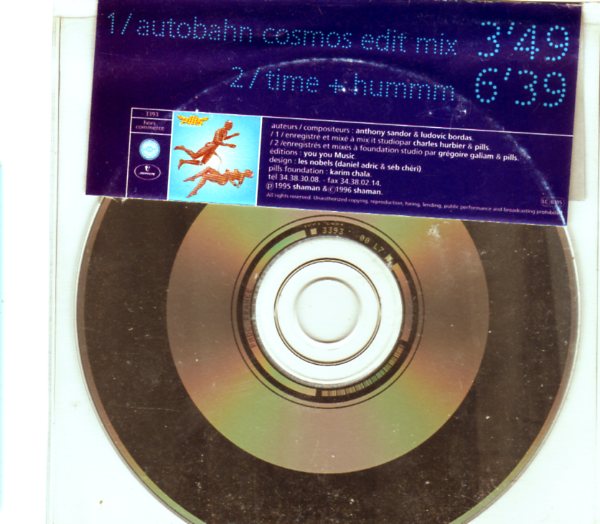 1/ autobahn cosmos edit mix 3'49
2/ time + hummm 6'39
3393
hors
commerce
auteurs / compositeurs : anthony sandor & ludovic bordas.
/ 1 / enregistré et mixé à mix it studiopar charles hurbier & pills.
/ 2 /enregistrés et mixés à foundation studio par grégoire galiam & pills.
editions : you you Music.
design : les nobels (daniel adric & séb chéri)
pills foundation : karim chala.
tel 34.38.30.08. - fax 34.38.02.14.
℗ 1995 shaman & © 1996 shaman.
All rights reserved. Unauthorized copying, reproduction, hiring, lending, public performance and broadcasting prohibited
3393